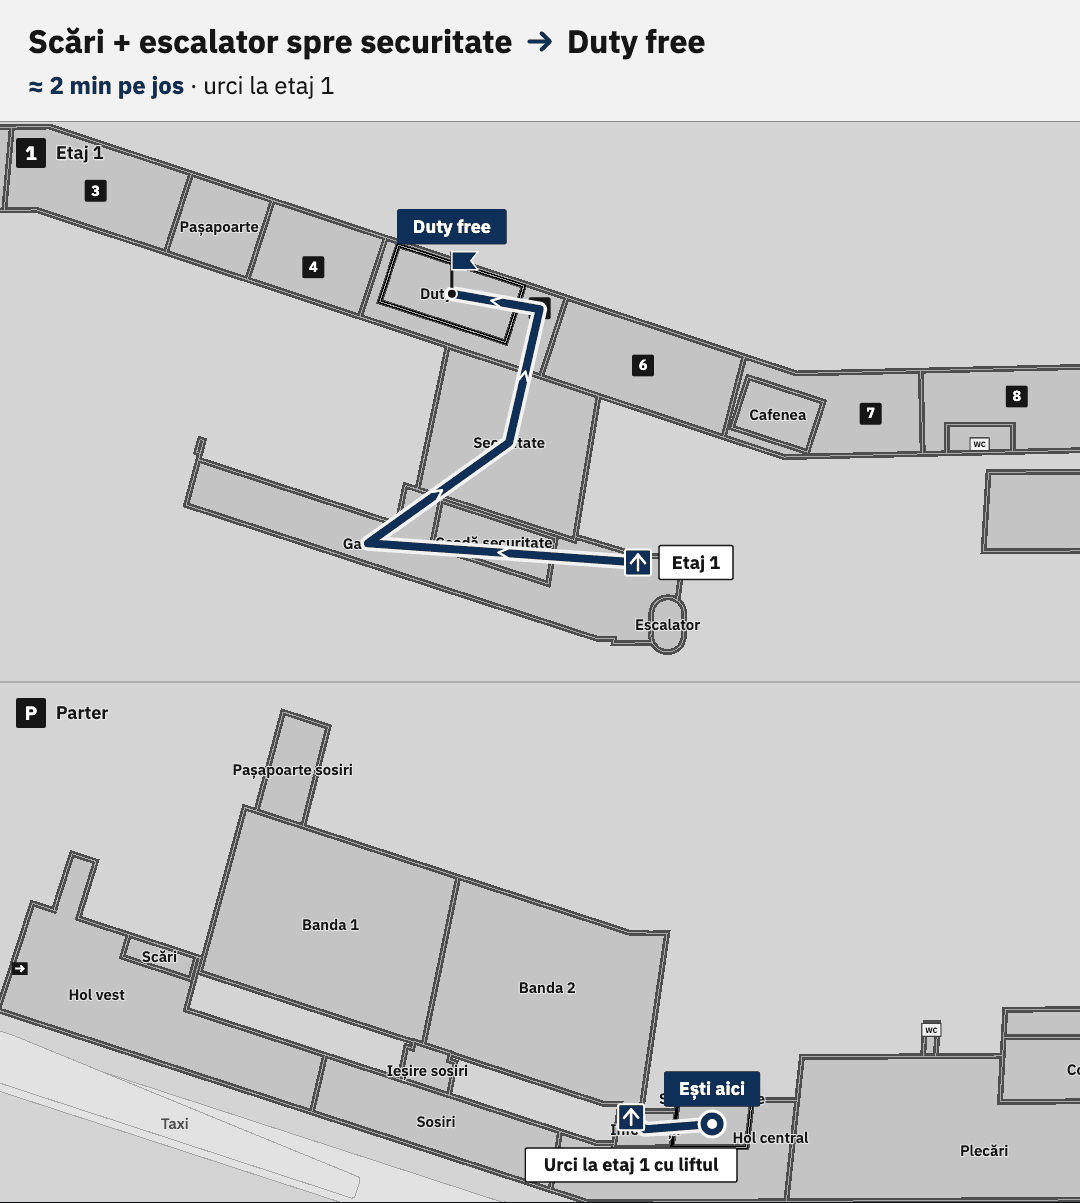 Scări + escalator spre securitate → Duty free
≈ 2 min pe jos · urci la etaj 1
1 Etaj 1
3
Pașapoarte
4
Duty free
6
Cafenea
7
8
WC
Etaj 1
Escalator
P Parter
Pașapoarte sosiri
Banda 1
Banda 2
Scări
Hol vest
Ieșire sosiri
Sosiri
Taxi
WC
Ești aici
Hol central
Plecări
Urci la etaj 1 cu liftul